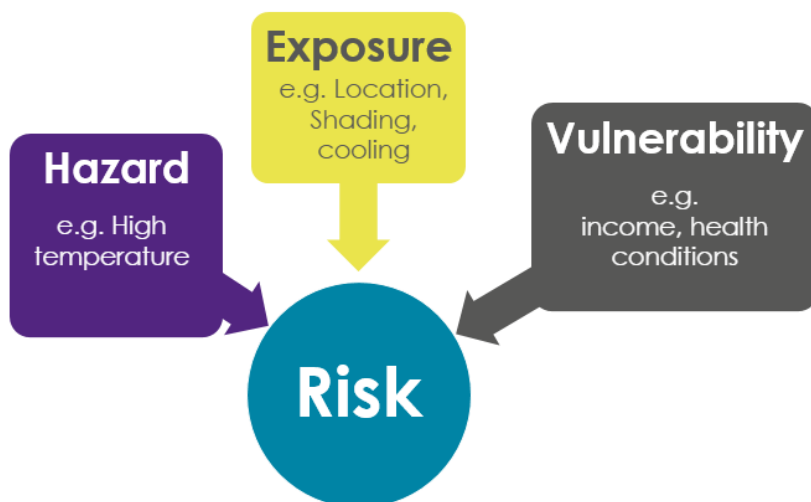 Exposure
e.g. Location,
Shading,
cooling
Hazard
e.g. High
temperature
Vulnerability
e.g.
income, health
conditions
Risk